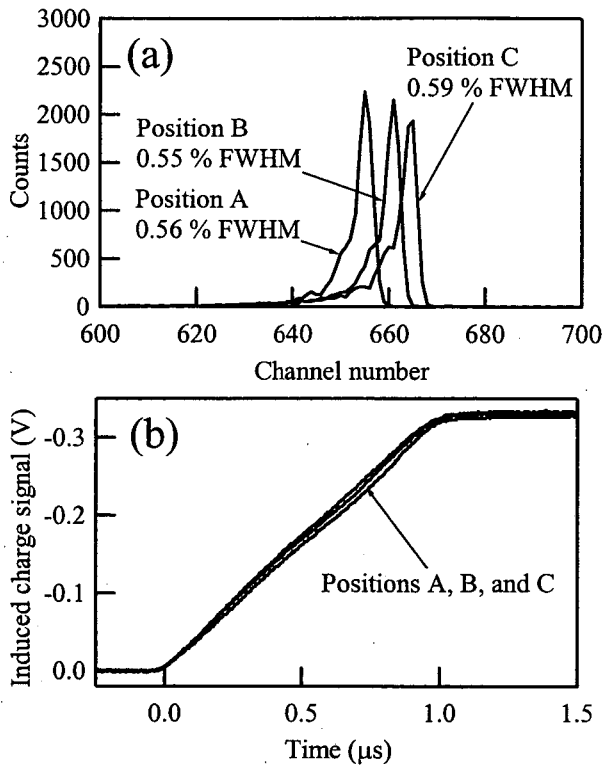 (a)
3000
2500
2000
1500
1000
500
0
Counts
Position C
0.59 % FWHM
Position B
0.55 % FWHM
Position A
0.56 % FWHM
600 620 640 660 680 700
Channel number
(b)
-0.3
-0.2
-0.1
0.0
Induced charge signal (V)
Positions A, B, and C
0.0 0.5 1.0 1.5
Time (μs)